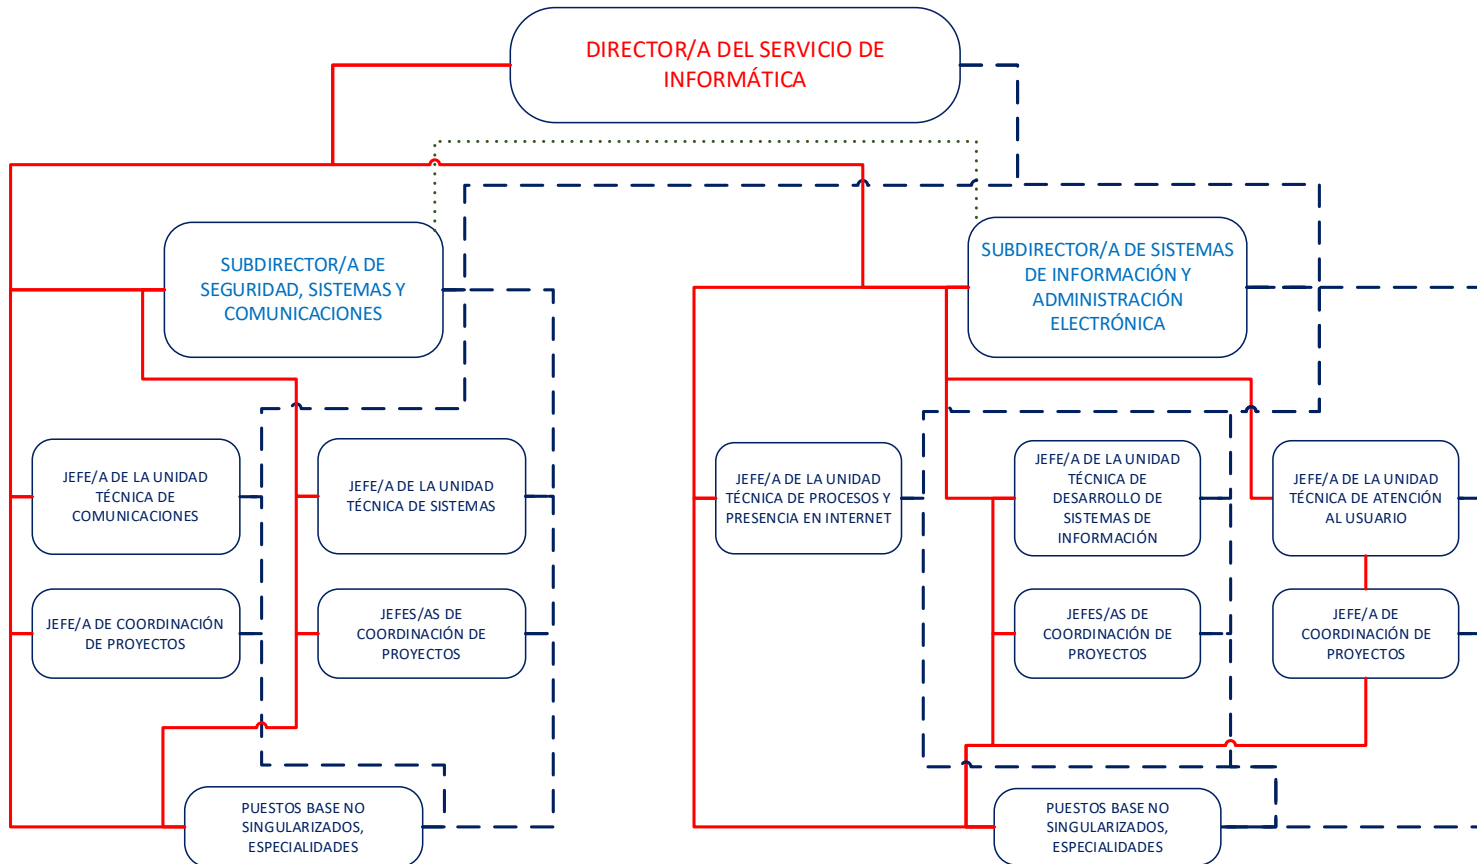 DIRECTOR/A DEL SERVICIO DE
INFORMÁTICA
SUBDIRECTOR/A DE
SEGURIDAD, SISTEMAS Y
COMUNICACIONES
SUBDIRECTOR/A DE SISTEMAS
DE INFORMACIÓN Y
ADMINISTRACIÓN
ELECTRÓNICA
JEFE/A DE LA UNIDAD
TÉCNICA DE
COMUNICACIONES
JEFE/A DE LA UNIDAD
TÉCNICA DE SISTEMAS
JEFE/A DE LA UNIDAD
TÉCNICA DE PROCESOS Y
PRESENCIA EN INTERNET
JEFE/A DE LA UNIDAD
TÉCNICA DE
DESARROLLO DE
SISTEMAS DE
INFORMACIÓN
JEFE/A DE LA UNIDAD
TÉCNICA DE ATENCIÓN
AL USUARIO
JEFE/A DE COORDINACIÓN
DE PROYECTOS
JEFES/AS DE
COORDINACIÓN DE
PROYECTOS
JEFES/AS DE
COORDINACIÓN DE
PROYECTOS
JEFE/A DE
COORDINACIÓN DE
PROYECTOS
PUESTOS BASE NO
SINGULARIZADOS,
ESPECIALIDADES
PUESTOS BASE NO
SINGULARIZADOS,
ESPECIALIDADES